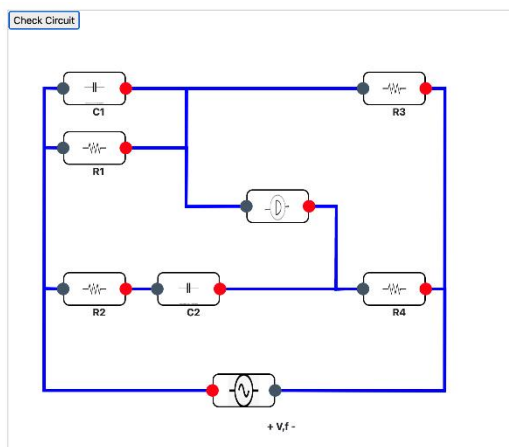 Check Circuit
C1
R3
R1
D
R2
C2
R4
+ V,f -